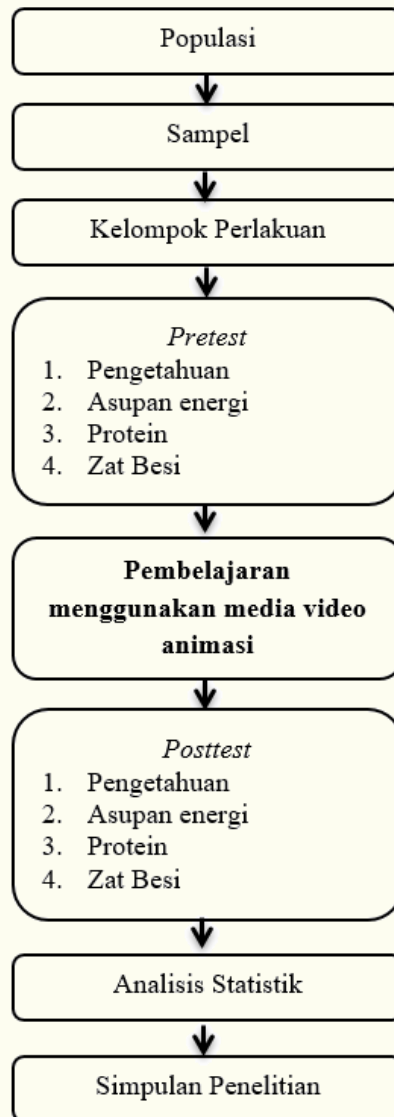 Populasi
Sampel
Kelompok Perlakuan
Pretest
1. Pengetahuan
2. Asupan energi
3. Protein
4. Zat Besi
Pembelajaran
menggunakan media video
animasi
Posttest
1. Pengetahuan
2. Asupan energi
3. Protein
4. Zat Besi
Analisis Statistik
Simpulan Penelitian